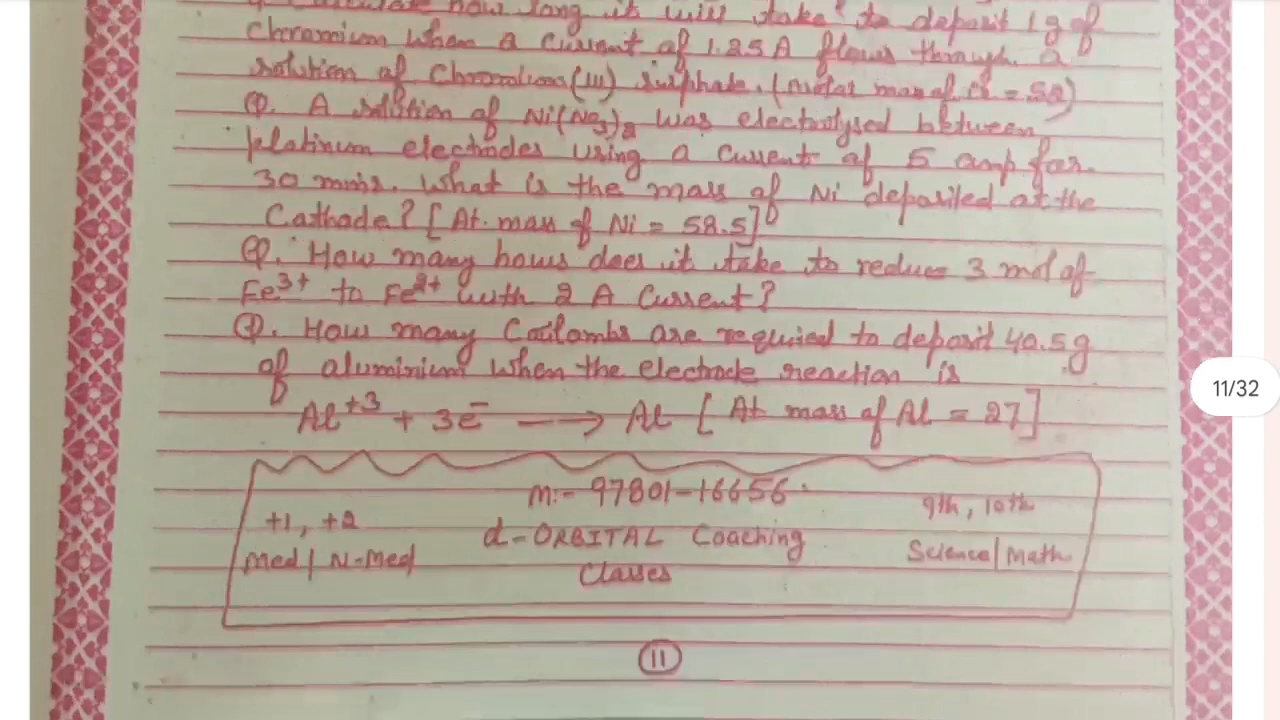 how long it will take to deposit 1g of
Chromium when a current of 1.25 A flows through a
solution of Chromium (III) sulphate. (molar mass of Cr = 52)
Q. A solution of Ni(NO3)2 was electrolysed between
platinum electrodes using a current of 5 amp for
30 mins. What is the mass of Ni deposited at the
Cathode? [At. mass of Ni = 58.5]
Q. How many hours does it take to reduce 3 mol of
Fe3+ to Fe2+ with 2 A Current?
Q. How many Coulombs are required to deposit 40.5g
of aluminium when the electrode reaction is
Al+3 + 3e⁻ ⟶ Al [At mass of Al = 27]
11/32
m:- 97801-16656
+1, +2
9th, 10th
d-ORBITAL Coaching
Med | N-Med
Science | Math
Classes
11